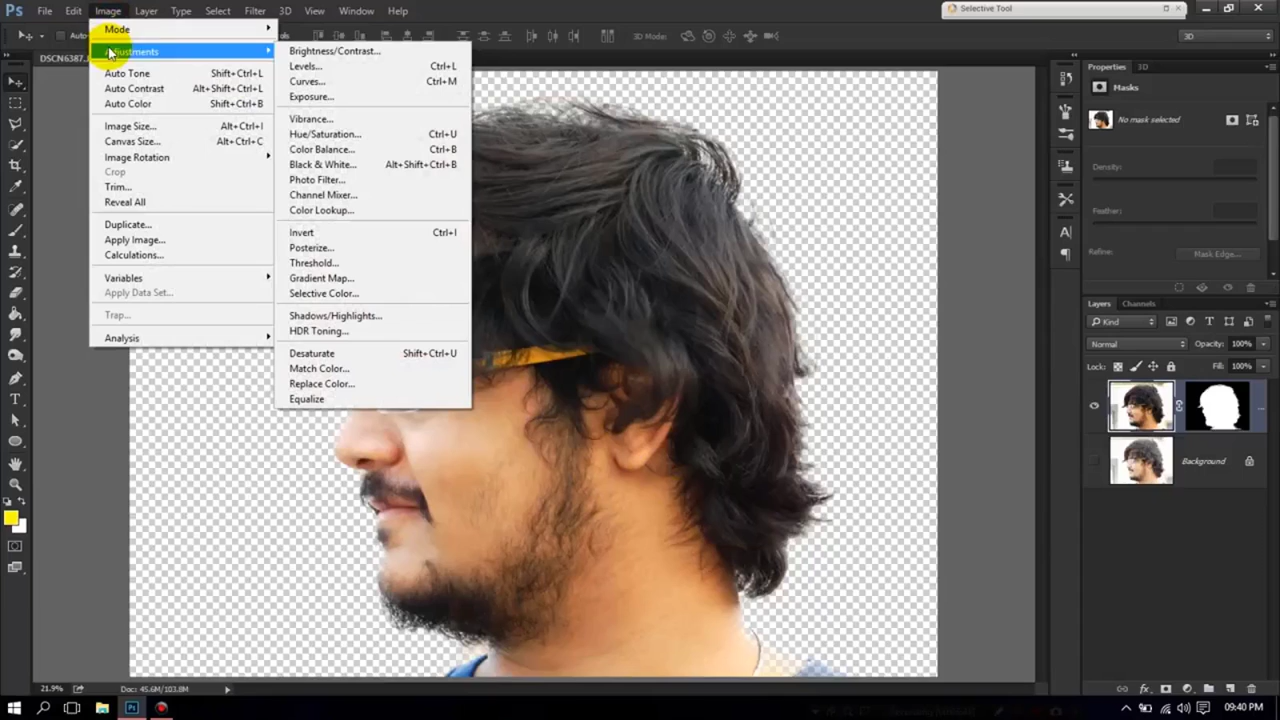 Ps File Edit Image Layer Type Select Filter 3D View Window Help
Selective Tool
Mode
Auto
3D Mode:
3D
Adjustments
DSCN6387.
Auto Tone Shift+Ctrl+L
Auto Contrast Alt+Shift+Ctrl+L
Auto Color Shift+Ctrl+B
Image Size... Alt+Ctrl+I
Canvas Size... Alt+Ctrl+C
Image Rotation
Crop
Trim...
Reveal All
Duplicate...
Apply Image...
Calculations...
Variables
Apply Data Set...
Trap...
Analysis
Brightness/Contrast...
Levels... Ctrl+L
Curves... Ctrl+M
Exposure...
Vibrance...
Hue/Saturation... Ctrl+U
Color Balance... Ctrl+B
Black & White... Alt+Shift+Ctrl+B
Photo Filter...
Channel Mixer...
Color Lookup...
Invert Ctrl+I
Posterize...
Threshold...
Gradient Map...
Selective Color...
Shadows/Highlights...
HDR Toning...
Desaturate Shift+Ctrl+U
Match Color...
Replace Color...
Equalize
Properties 3D
Masks
No mask selected
Density:
Feather:
Refine: Mask Edge...
Layers Channels
Kind
Normal Opacity: 100%
Lock: Fill: 100%
...
Background
21.9% Doc: 45.6M/103.8M
09:40 PM